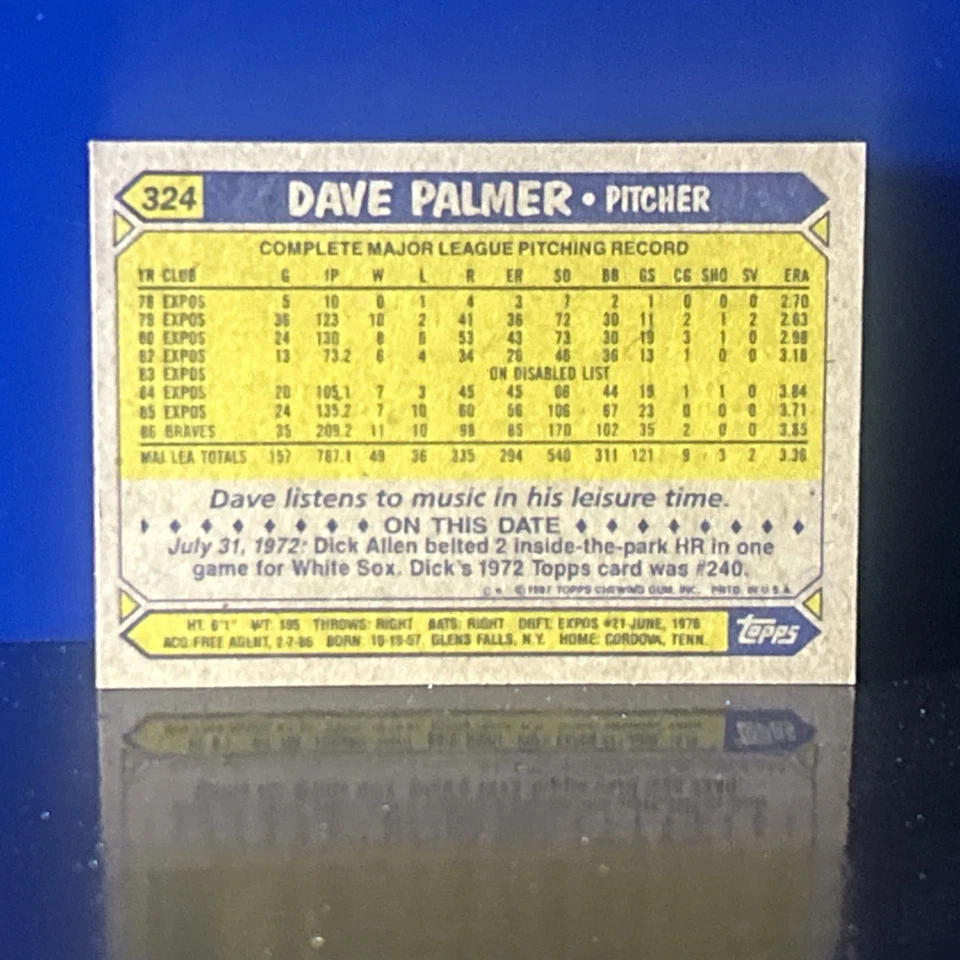 324 DAVE PALMER • PITCHER
COMPLETE MAJOR LEAGUE PITCHING RECORD
YR CLUB G IP W L R ER SO BB GS CG SHO SV ERA
78 EXPOS 5 10 0 1 4 3 7 2 1 0 0 0 2.70
79 EXPOS 36 123 10 2 41 36 72 30 11 2 1 2 2.63
80 EXPOS 24 130 8 6 53 43 73 30 19 3 1 0 2.98
82 EXPOS 13 73.2 6 4 34 26 46 36 13 1 0 0 3.18
83 EXPOS ON DISABLED LIST
84 EXPOS 20 105.1 7 3 45 45 66 44 19 1 1 0 3.84
85 EXPOS 24 135.2 7 10 60 56 106 67 23 0 0 0 3.71
86 BRAVES 35 209.2 11 10 98 85 170 102 35 2 0 0 3.65
MAJ LEA TOTALS 157 787.1 49 36 335 294 540 311 121 9 3 2 3.36
Dave listens to music in his leisure time.
ON THIS DATE
July 31, 1972: Dick Allen belted 2 inside-the-park HR in one
game for White Sox. Dick's 1972 Topps card was #240.
© 1987 TOPPS CHEWING GUM, INC. PRTD. IN U.S.A.
HT: 6'1" WT: 195 THROWS: RIGHT BATS: RIGHT DRFT: EXPOS #21-JUNE, 1976
ACQ: FREE AGENT, 2-7-86 BORN: 10-19-57, GLENS FALLS, N.Y. HOME: CORDOVA, TENN.
Topps